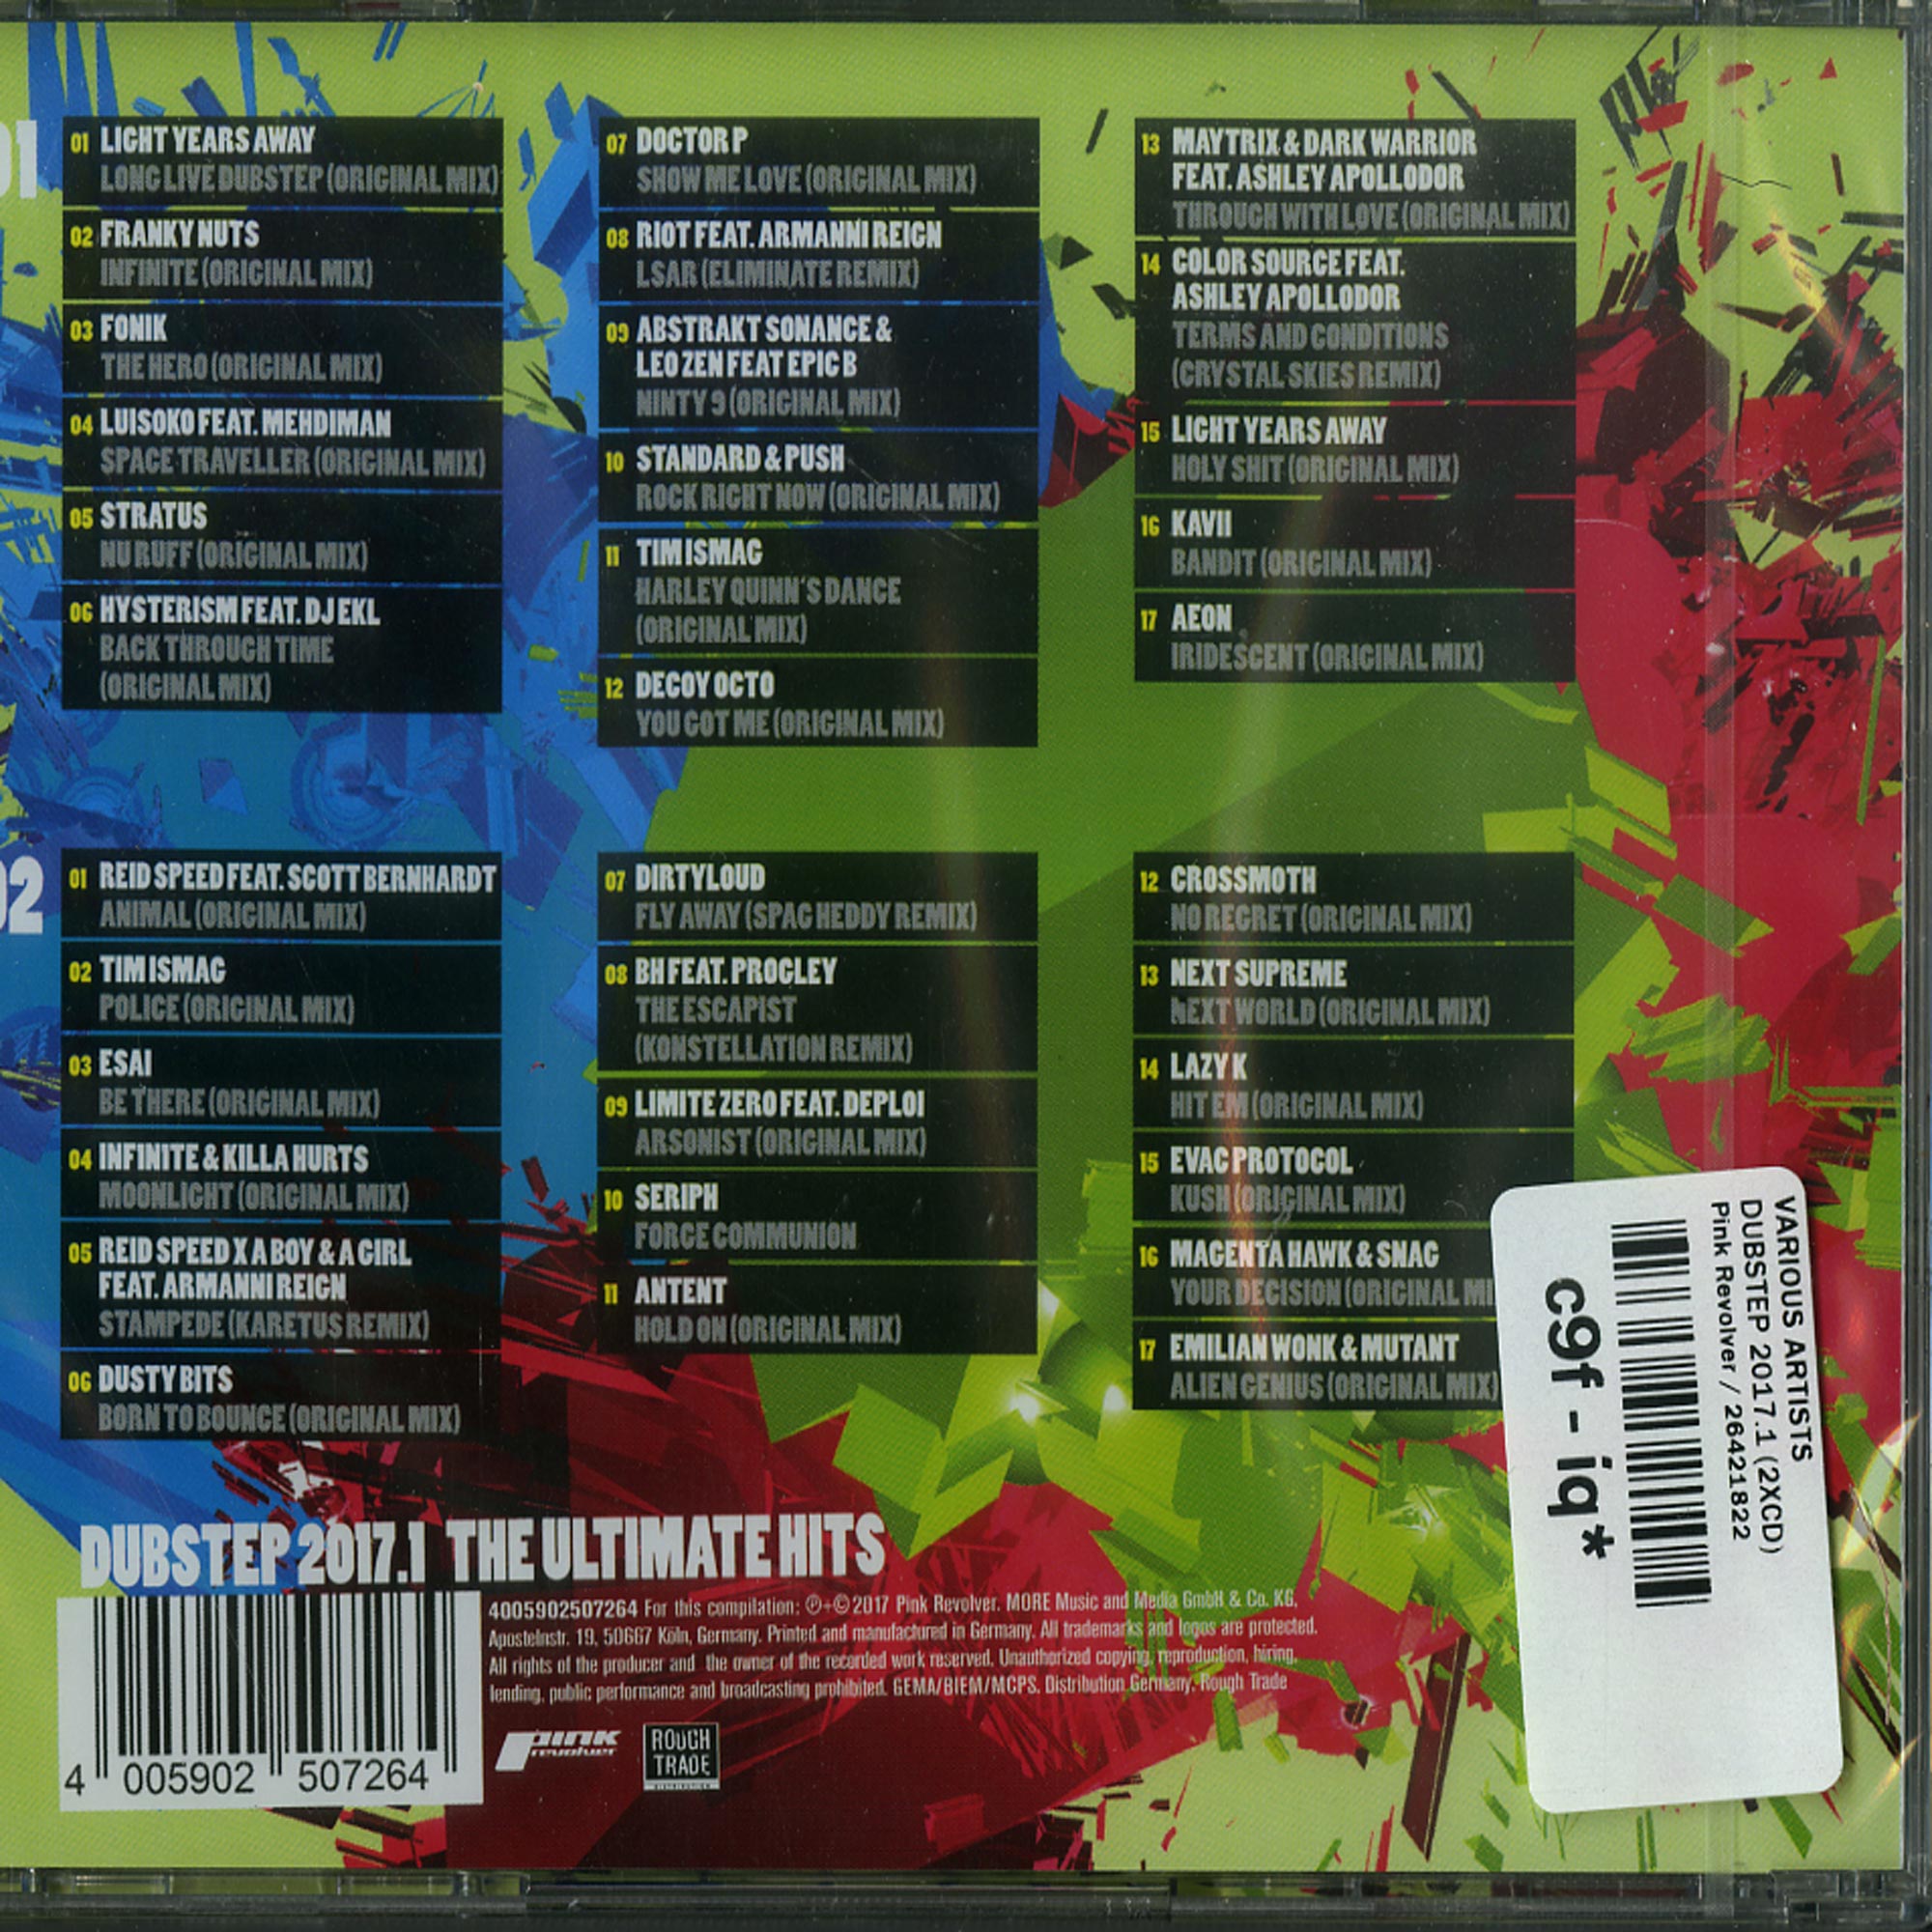 01
01 LIGHT YEARS AWAY
LONG LIVE DUBSTEP (ORIGINAL MIX)
02 FRANKY NUTS
INFINITE (ORIGINAL MIX)
03 FONIK
THE HERO (ORIGINAL MIX)
04 LUISOKO FEAT. MEHDIMAN
SPACE TRAVELLER (ORIGINAL MIX)
05 STRATUS
NU RUFF (ORIGINAL MIX)
06 HYSTERISM FEAT. DJ EKL
BACK THROUGH TIME
(ORIGINAL MIX)
07 DOCTOR P
SHOW ME LOVE (ORIGINAL MIX)
08 RIOT FEAT. ARMANNI REIGN
LSAR (ELIMINATE REMIX)
09 ABSTRAKT SONANCE &
LEO ZEN FEAT EPIC B
NINTY 9 (ORIGINAL MIX)
10 STANDARD & PUSH
ROCK RIGHT NOW (ORIGINAL MIX)
11 TIMISMAG
HARLEY QUINN'S DANCE
(ORIGINAL MIX)
12 DECOY OCTO
YOU GOT ME (ORIGINAL MIX)
13 MAYTRIX & DARK WARRIOR
FEAT. ASHLEY APOLLODOR
THROUGH WITH LOVE (ORIGINAL MIX)
14 COLOR SOURCE FEAT.
ASHLEY APOLLODOR
TERMS AND CONDITIONS
(CRYSTAL SKIES REMIX)
15 LIGHT YEARS AWAY
HOLY SHIT (ORIGINAL MIX)
16 KAVII
BANDIT (ORIGINAL MIX)
17 AEON
IRIDESCENT (ORIGINAL MIX)
02
01 REID SPEED FEAT. SCOTT BERNHARDT
ANIMAL (ORIGINAL MIX)
02 TIMISMAG
POLICE (ORIGINAL MIX)
03 ESAI
BE THERE (ORIGINAL MIX)
04 INFINITE & KILLA HURTS
MOONLIGHT (ORIGINAL MIX)
05 REID SPEED X A BOY & A GIRL
FEAT. ARMANNI REIGN
STAMPEDE (KARETUS REMIX)
06 DUSTY BITS
BORN TO BOUNCE (ORIGINAL MIX)
07 DIRTYLOUD
FLY AWAY (SPAG HEDDY REMIX)
08 BH FEAT. PROCLEY
THE ESCAPIST
(KONSTELLATION REMIX)
09 LIMITE ZERO FEAT. DEPLOI
ARSONIST (ORIGINAL MIX)
10 SERIPH
FORCE COMMUNION
11 ANTENT
HOLD ON (ORIGINAL MIX)
12 CROSSMOTH
NO REGRET (ORIGINAL MIX)
13 NEXT SUPREME
NEXT WORLD (ORIGINAL MIX)
14 LAZY K
HIT EM (ORIGINAL MIX)
15 EVAC PROTOCOL
KUSH (ORIGINAL MIX)
16 MAGENTA HAWK & SNAG
YOUR DECISION (ORIGINAL MI
17 EMILIAN WONK & MUTANT
ALIEN GENIUS (ORIGINAL MIX)
VARIOUS ARTISTS
DUBSTEP 2017.1 (2XCD)
Pink Revolver / 26421822
c9f - iq*
DUBSTEP 2017.1 THE ULTIMATE HITS
4005902507264 For this compilation: ℗+© 2017 Pink Revolver. MORE Music and Media GmbH & Co. KG,
Apostelnstr. 19, 50667 Köln, Germany. Printed and manufactured in Germany. All trademarks and logos are protected.
All rights of the producer and the owner of the recorded work reserved. Unauthorized copying, reproduction, hiring,
lending, public performance and broadcasting prohibited. GEMA/BIEM/MCPS. Distribution Germany: Rough Trade
4 005902 507264
pink
revolver
ROUGH
TRADE